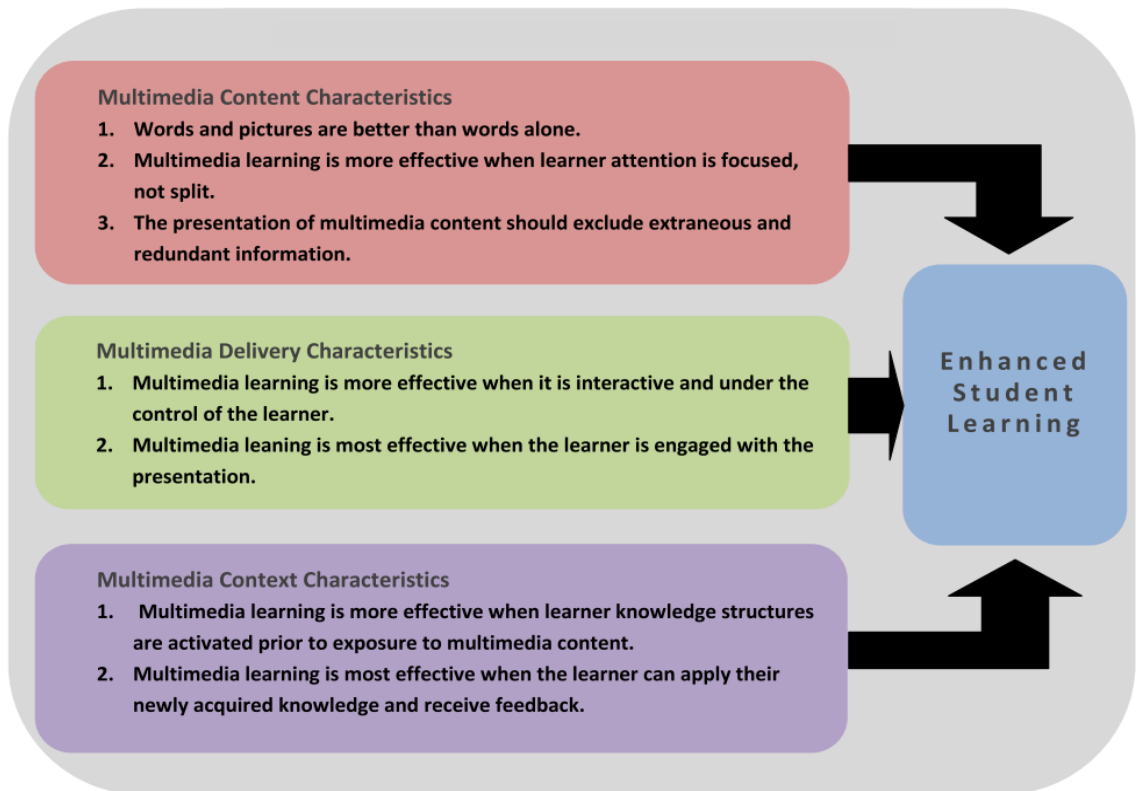 Multimedia Content Characteristics
1. Words and pictures are better than words alone.
2. Multimedia learning is more effective when learner attention is focused,
not split.
3. The presentation of multimedia content should exclude extraneous and
redundant information.
Multimedia Delivery Characteristics
1. Multimedia learning is more effective when it is interactive and under the
control of the learner.
2. Multimedia leaning is most effective when the learner is engaged with the
presentation.
Multimedia Context Characteristics
1. Multimedia learning is more effective when learner knowledge structures
are activated prior to exposure to multimedia content.
2. Multimedia learning is most effective when the learner can apply their
newly acquired knowledge and receive feedback.
Enhanced
Student
Learning